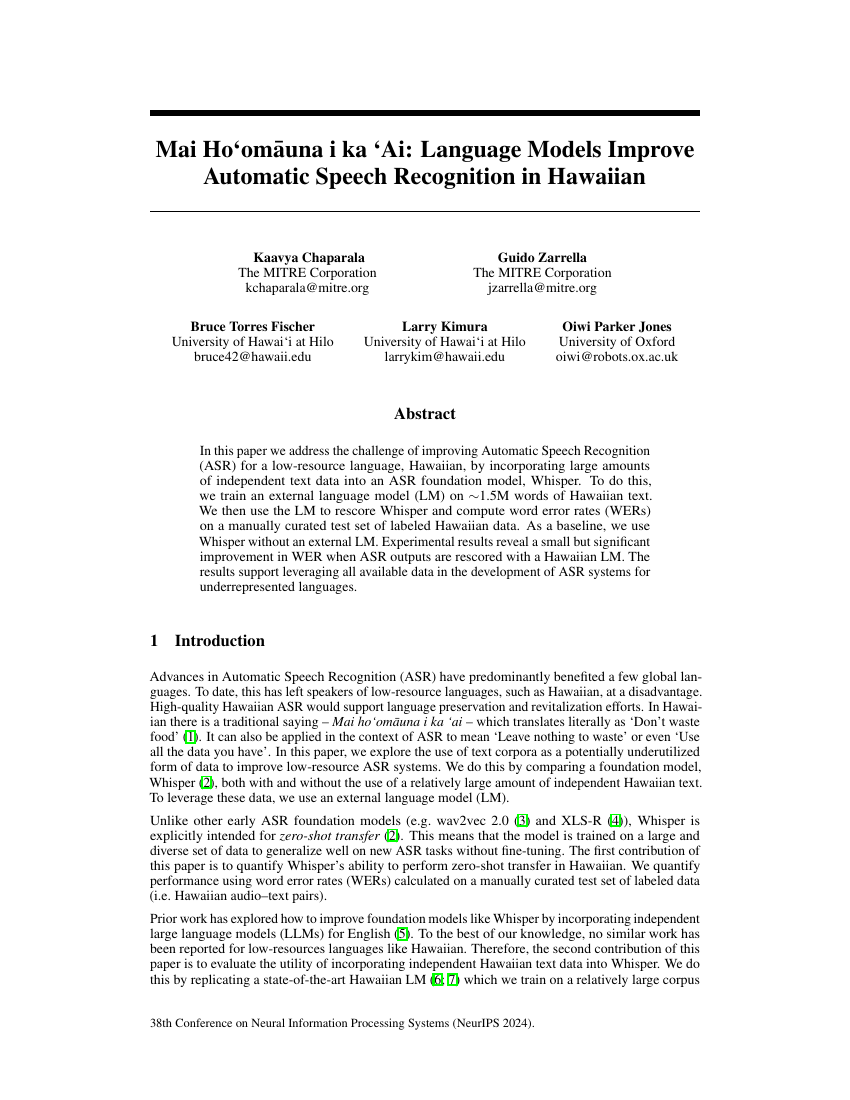 Mai Hoʻomāuna i ka ʻAi: Language Models Improve
Automatic Speech Recognition in Hawaiian
Kaavya Chaparala
The MITRE Corporation
kchaparala@mitre.org
Guido Zarrella
The MITRE Corporation
jzarrella@mitre.org
Bruce Torres Fischer
University of Hawaiʻi at Hilo
bruce42@hawaii.edu
Larry Kimura
University of Hawaiʻi at Hilo
larrykim@hawaii.edu
Oiwi Parker Jones
University of Oxford
oiwi@robots.ox.ac.uk
Abstract
In this paper we address the challenge of improving Automatic Speech Recognition
(ASR) for a low-resource language, Hawaiian, by incorporating large amounts
of independent text data into an ASR foundation model, Whisper. To do this,
we train an external language model (LM) on ∼1.5M words of Hawaiian text.
We then use the LM to rescore Whisper and compute word error rates (WERs)
on a manually curated test set of labeled Hawaiian data. As a baseline, we use
Whisper without an external LM. Experimental results reveal a small but significant
improvement in WER when ASR outputs are rescored with a Hawaiian LM. The
results support leveraging all available data in the development of ASR systems for
underrepresented languages.
1 Introduction
Advances in Automatic Speech Recognition (ASR) have predominantly benefited a few global lan-
guages. To date, this has left speakers of low-resource languages, such as Hawaiian, at a disadvantage.
High-quality Hawaiian ASR would support language preservation and revitalization efforts. In Hawai-
ian there is a traditional saying – Mai hoʻomāuna i ka ʻai – which translates literally as ‘Don’t waste
food’ (1). It can also be applied in the context of ASR to mean ‘Leave nothing to waste’ or even ‘Use
all the data you have’. In this paper, we explore the use of text corpora as a potentially underutilized
form of data to improve low-resource ASR systems. We do this by comparing a foundation model,
Whisper (2), both with and without the use of a relatively large amount of independent Hawaiian text.
To leverage these data, we use an external language model (LM).
Unlike other early ASR foundation models (e.g. wav2vec 2.0 (3) and XLS-R (4)), Whisper is
explicitly intended for zero-shot transfer (2). This means that the model is trained on a large and
diverse set of data to generalize well on new ASR tasks without fine-tuning. The first contribution of
this paper is to quantify Whisper’s ability to perform zero-shot transfer in Hawaiian. We quantify
performance using word error rates (WERs) calculated on a manually curated test set of labeled data
(i.e. Hawaiian audio–text pairs).
Prior work has explored how to improve foundation models like Whisper by incorporating independent
large language models (LLMs) for English (5). To the best of our knowledge, no similar work has
been reported for low-resources languages like Hawaiian. Therefore, the second contribution of this
paper is to evaluate the utility of incorporating independent Hawaiian text data into Whisper. We do
this by replicating a state-of-the-art Hawaiian LM (6; 7) which we train on a relatively large corpus
38th Conference on Neural Information Processing Systems (NeurIPS 2024).